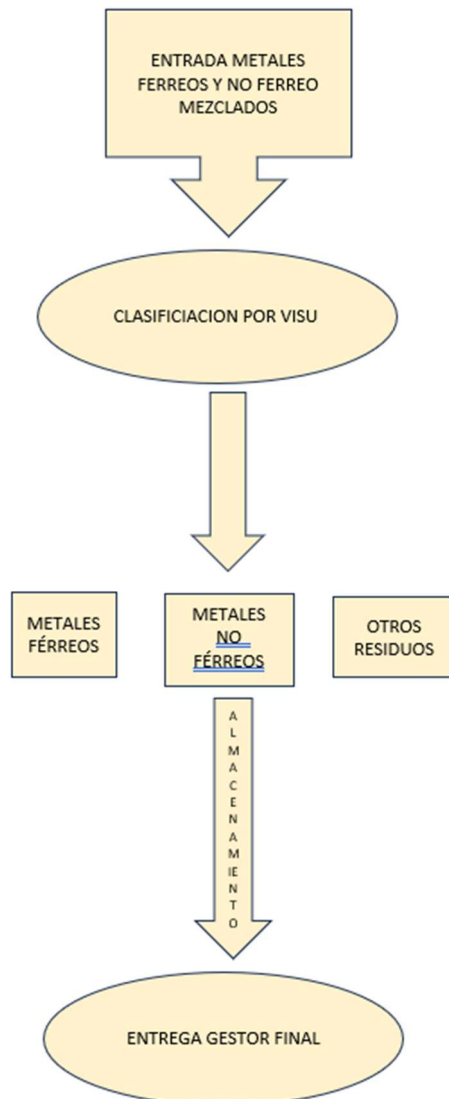 ENTRADA METALES
FERREOS Y NO FERREO
MEZCLADOS
CLASIFICIACION POR VISU
METALES
FÉRREOS
METALES
NO
FÉRREOS
OTROS
RESIDUOS
ALMACENAMIENTO
ENTREGA GESTOR FINAL